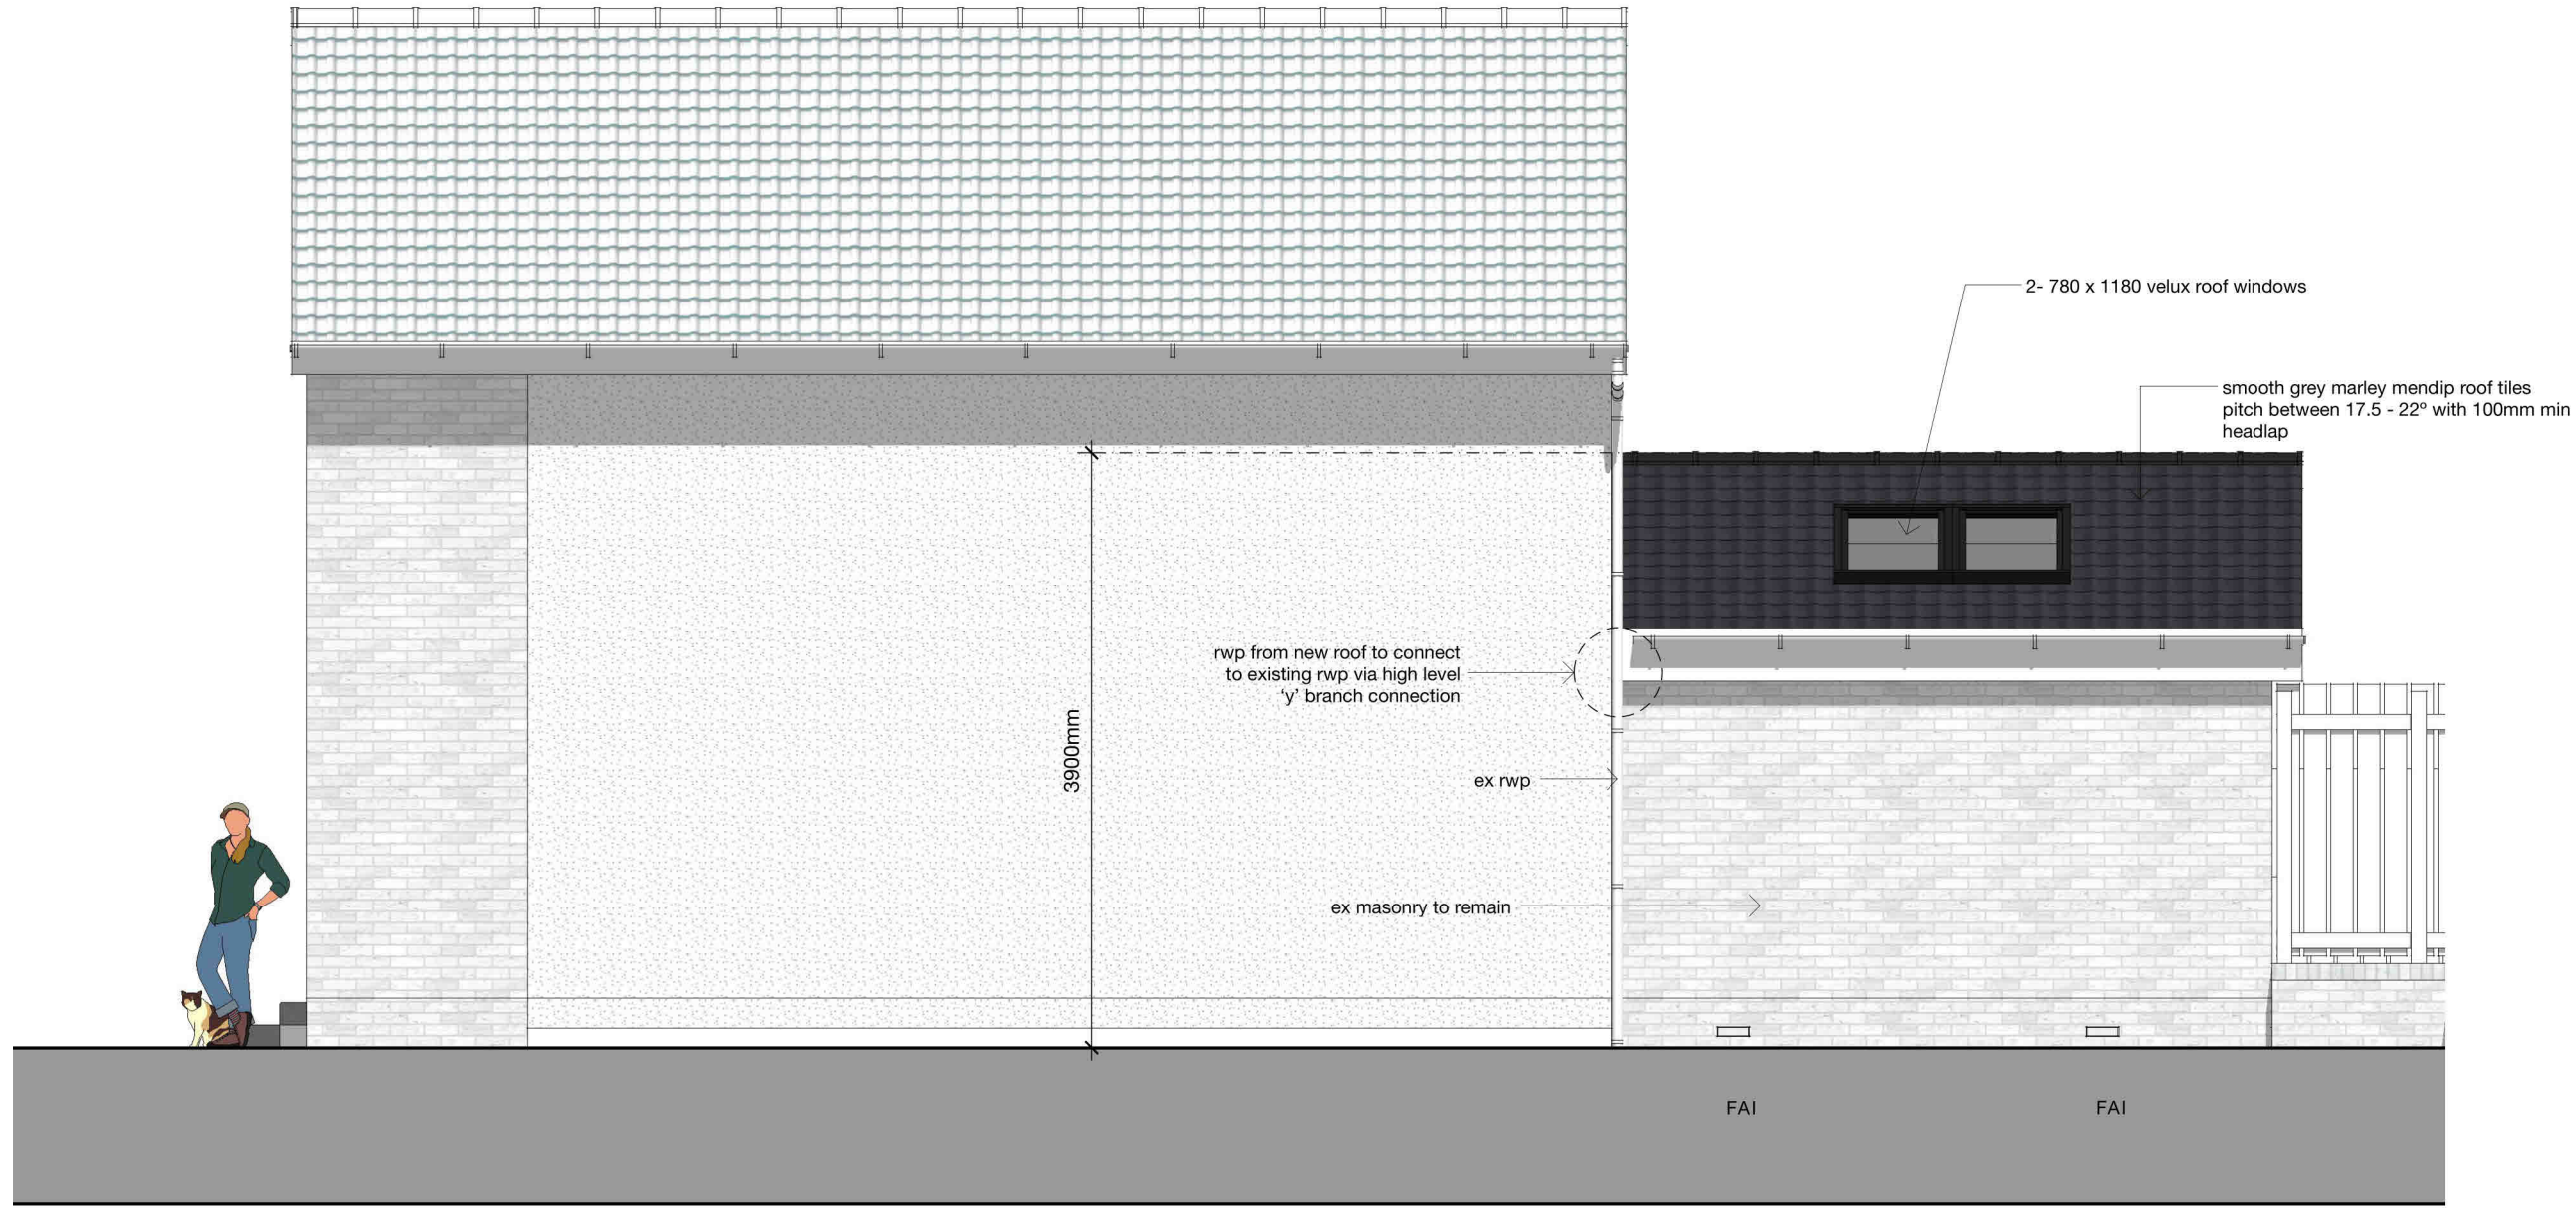 2- 780 x 1180 velux roof windows
smooth grey marley mendip roof tiles
pitch between 17.5 - 22º with 100mm min
headlap
rwp from new roof to connect
to existing rwp via high level
‘y’ branch connection
3900mm
ex rwp
ex masonry to remain
FAI
FAI